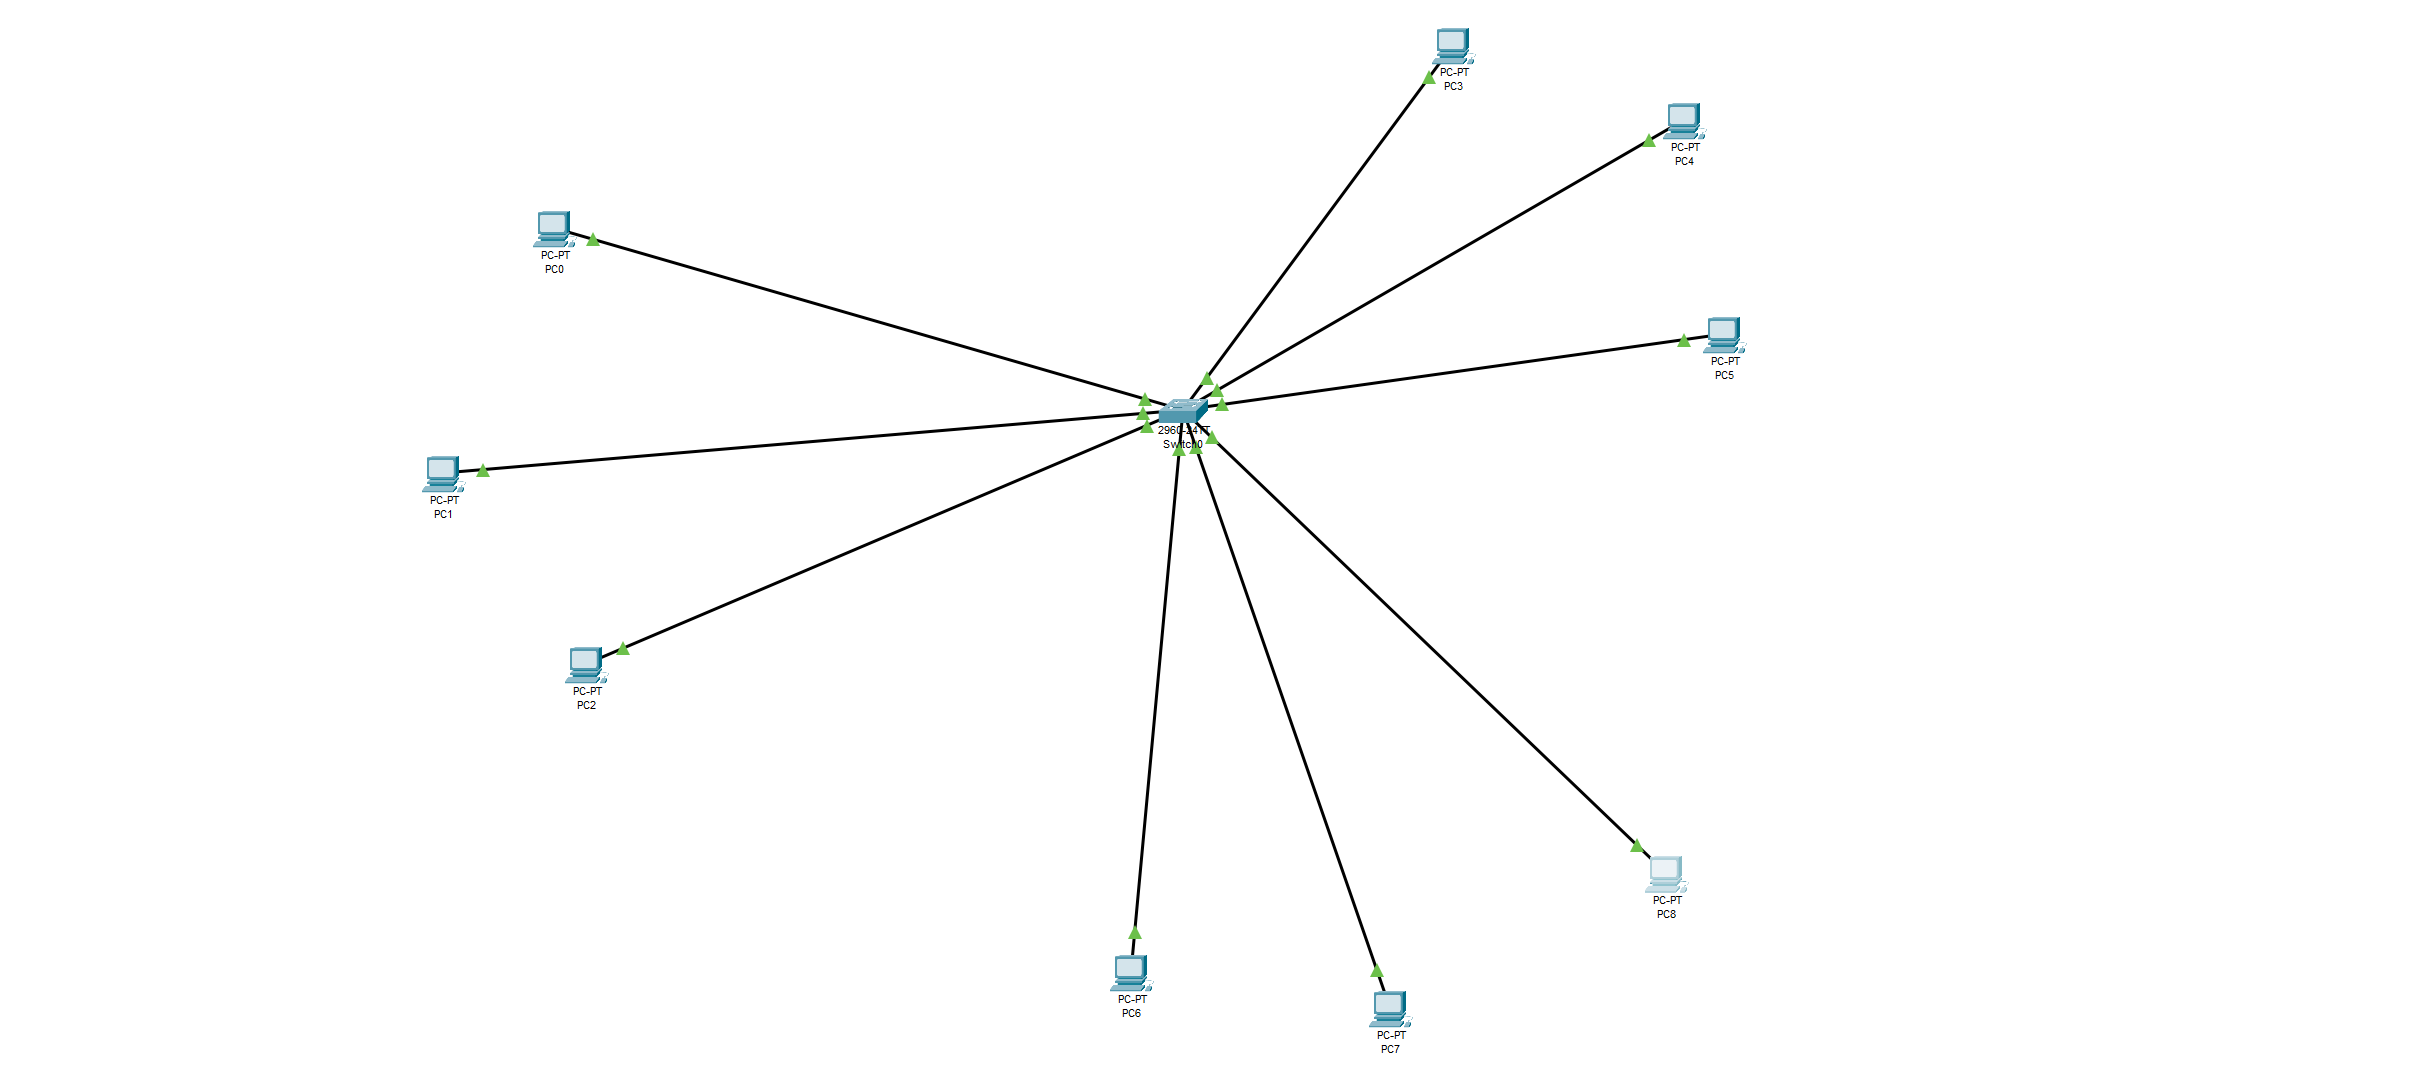 PC-PT
PC3
PC-PT
PC4
PC-PT
PC0
PC-PT
PC5
2960-24TT
Switch0
PC-PT
PC1
PC-PT
PC2
PC-PT
PC8
PC-PT
PC6
PC-PT
PC7